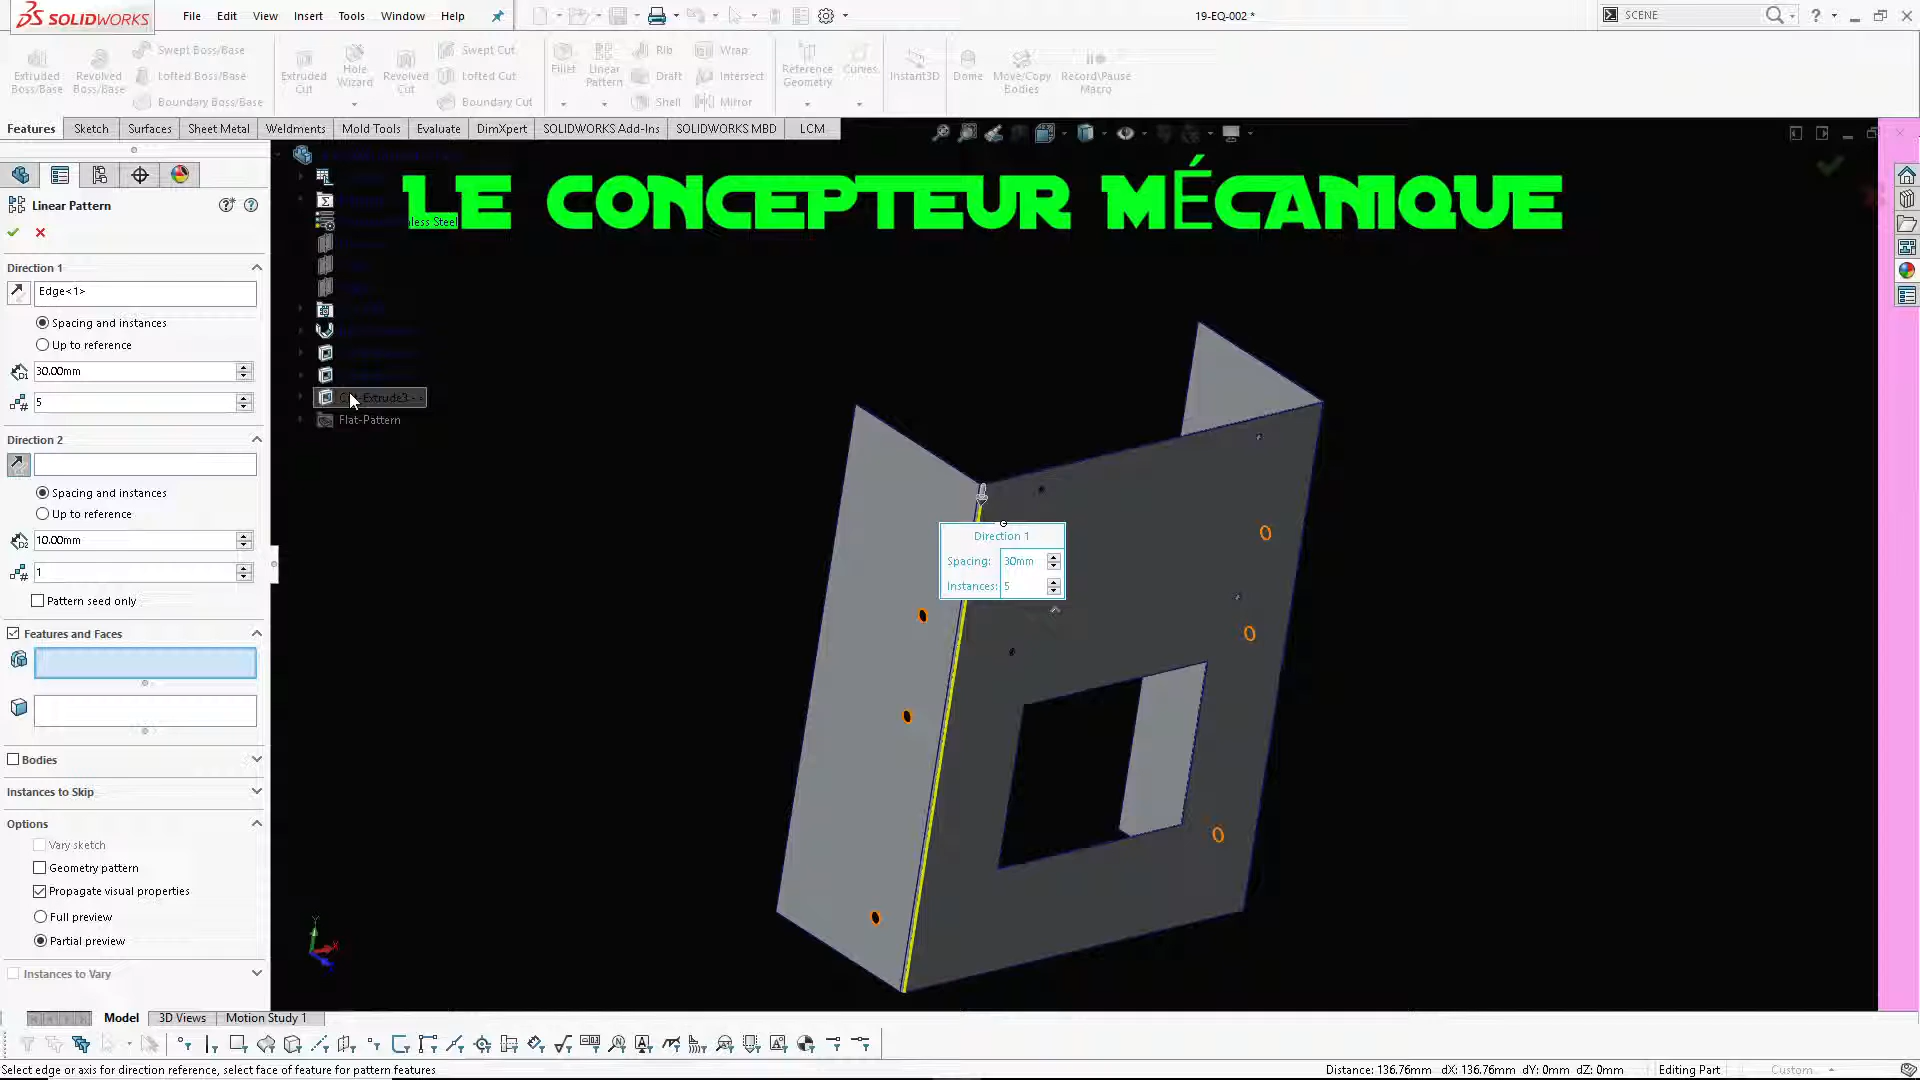 SOLIDWORKS
File Edit View Insert Tools Window Help
19-EQ-002 *
SCENE
Extruded Boss/Base
Revolved Boss/Base
Swept Boss/Base
Lofted Boss/Base
Boundary Boss/Base
Extruded Cut
Hole Wizard
Revolved Cut
Swept Cut
Lofted Cut
Boundary Cut
Fillet
Linear Pattern
Rib
Draft
Shell
Wrap
Intersect
Mirror
Reference Geometry
Curves
Instant3D
Dome
Move/Copy Bodies
Record\Pause Macro
Features Sketch Surfaces Sheet Metal Weldments Mold Tools Evaluate DimXpert SOLIDWORKS Add-Ins SOLIDWORKS MBD LCM
LE CONCEPTEUR MÉCANIQUE
Linear Pattern
Direction 1
Edge<1>
Spacing and instances
Up to reference
30.00mm
5
Direction 2
Spacing and instances
Up to reference
10.00mm
1
Pattern seed only
Features and Faces
Bodies
Instances to Skip
Options
Vary sketch
Geometry pattern
Propagate visual properties
Full preview
Partial preview
Instances to Vary
Flat-Pattern
Direction 1
Spacing: 30mm
Instances: 5
Model 3D Views Motion Study 1
Select edge or axis for direction reference, select face of feature for pattern features
Distance: 136.76mm dX: 136.76mm dY: 0mm dZ: 0mm Editing Part Custom